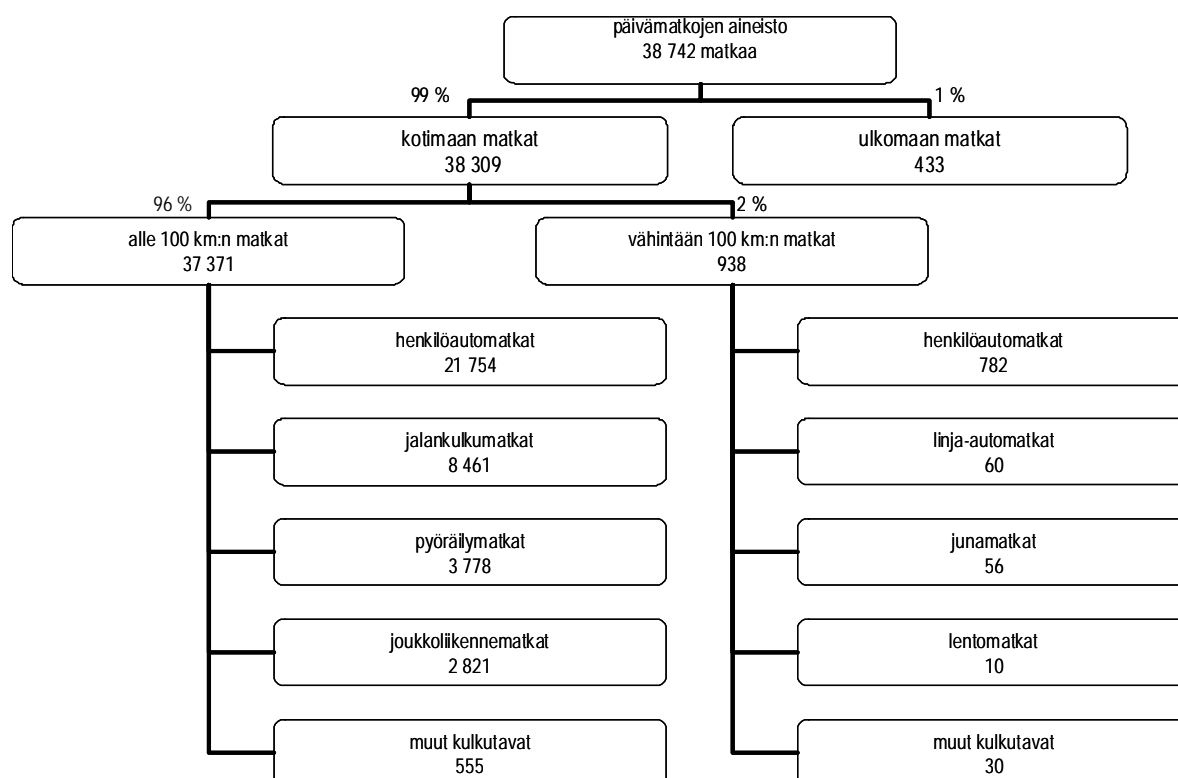 päivämatkojen aineisto
38 742 matkaa
99 %
1 %
kotimaan matkat
38 309
ulkomaan matkat
433
96 %
2 %
alle 100 km:n matkat
37 371
vähintään 100 km:n matkat
938
henkilöautomatkat
21 754
henkilöautomatkat
782
jalankulkumatkat
8 461
linja-automatkat
60
pyöräilymatkat
3 778
junamatkat
56
joukkoliikennematkat
2 821
lentomatkat
10
muut kulkutavat
555
muut kulkutavat
30